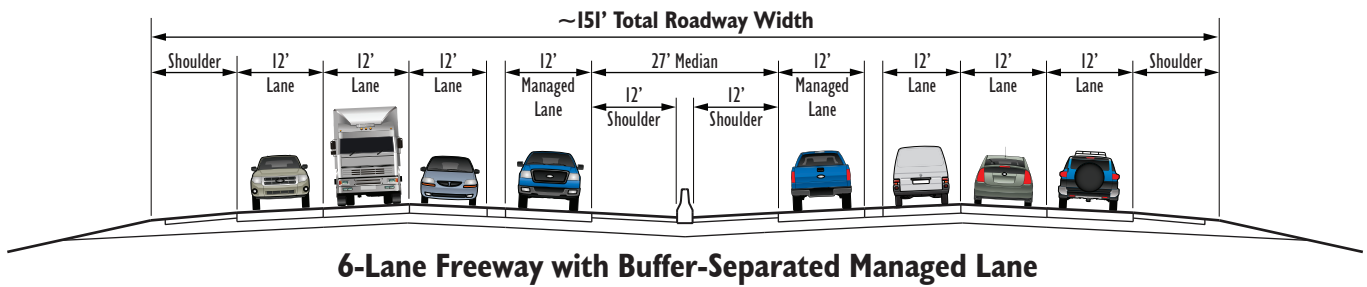 ~151' Total Roadway Width
Shoulder
12'
Lane
12'
Lane
12'
Lane
12'
Managed
Lane
27' Median
12'
Shoulder
12'
Shoulder
12'
Managed
Lane
12'
Lane
12'
Lane
12'
Lane
Shoulder
6-Lane Freeway with Buffer-Separated Managed Lane